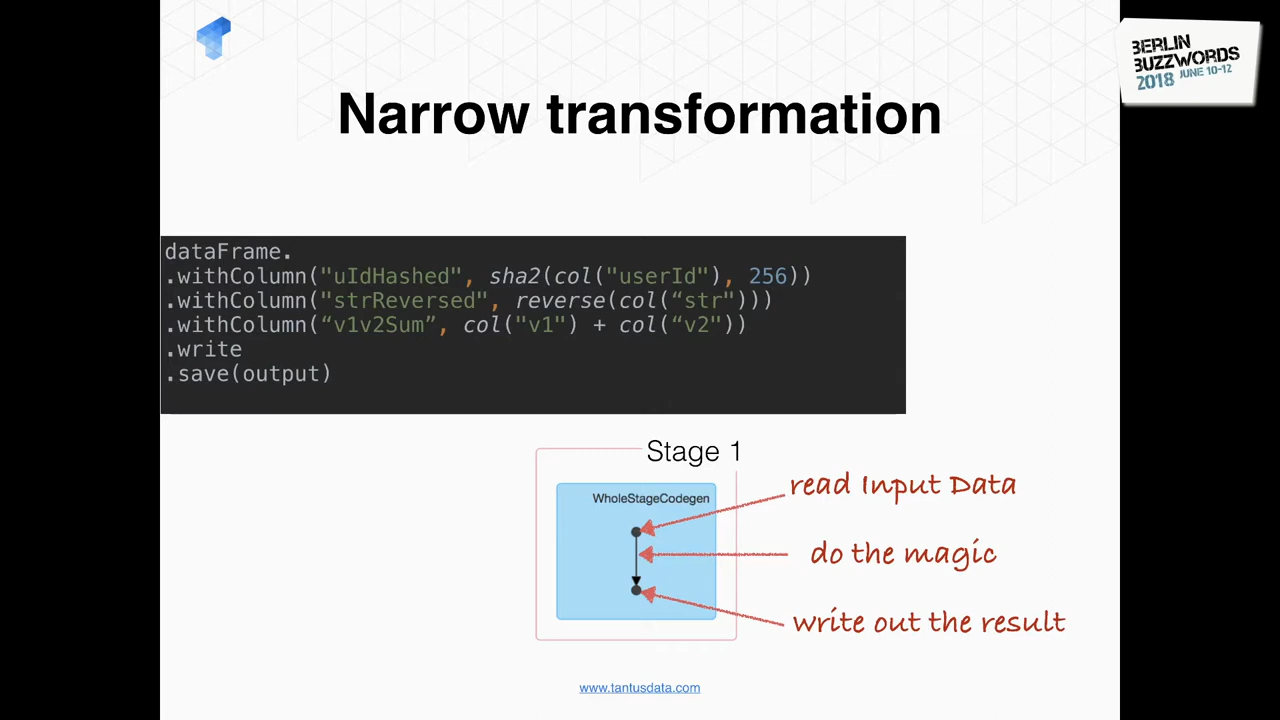 BERLIN
BUZZWORDS
2018 JUNE 10-12
Narrow transformation
dataFrame.
.withColumn("uIdHashed", sha2(col("userId"), 256))
.withColumn("strReversed", reverse(col(“str")))
.withColumn(“v1v2Sum”, col("v1") + col(“v2"))
.write
.save(output)
Stage 1
WholeStageCodegen
read Input Data
do the magic
write out the result
www.tantusdata.com